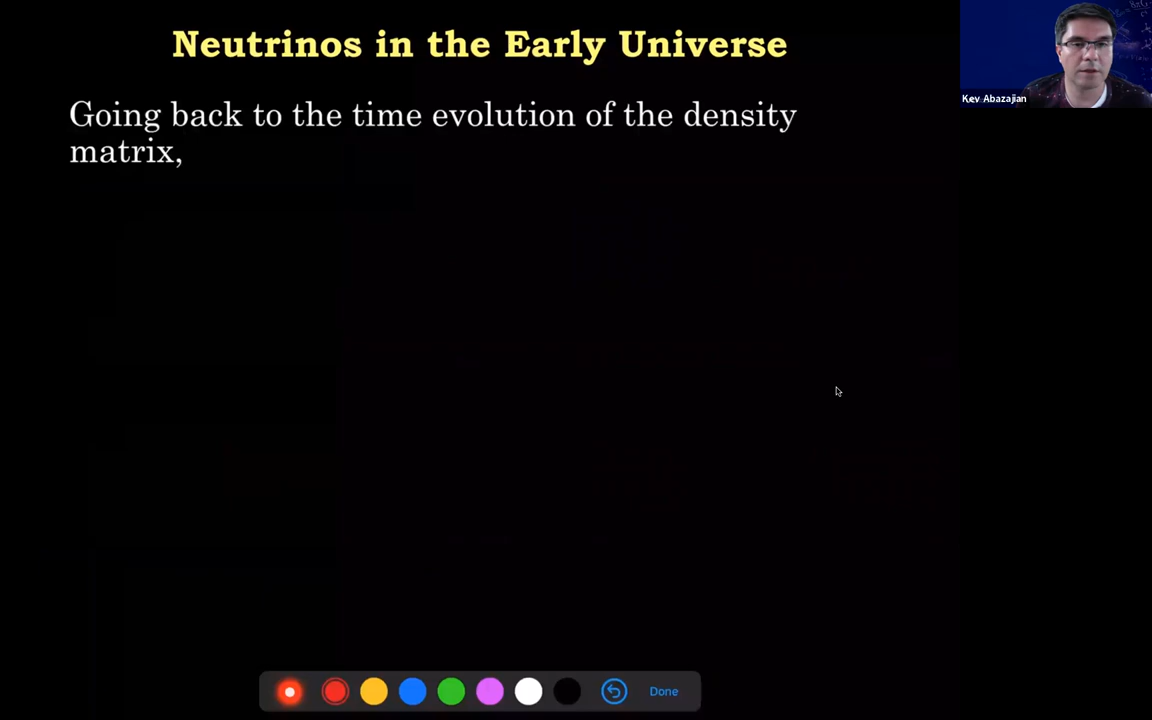 Neutrinos in the Early Universe
Kev Abazajian
Going back to the time evolution of the density
matrix,
Done